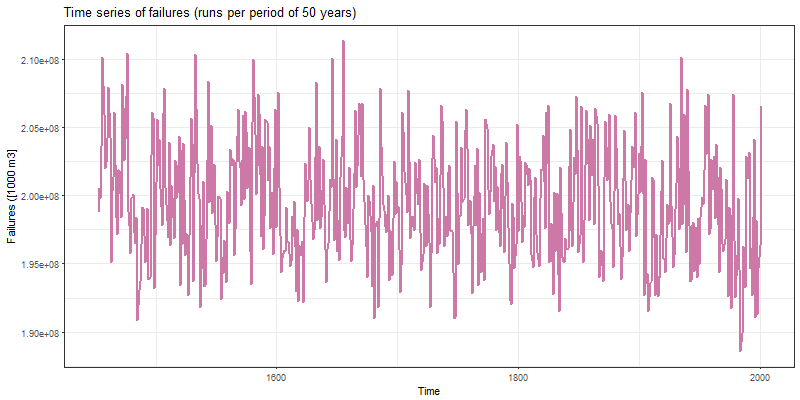 Time series of failures (runs per period of 50 years)
Failures ([1000 m3]
2.10e+08
2.05e+08
2.00e+08
1.95e+08
1.90e+08
1600
1800
2000
Time